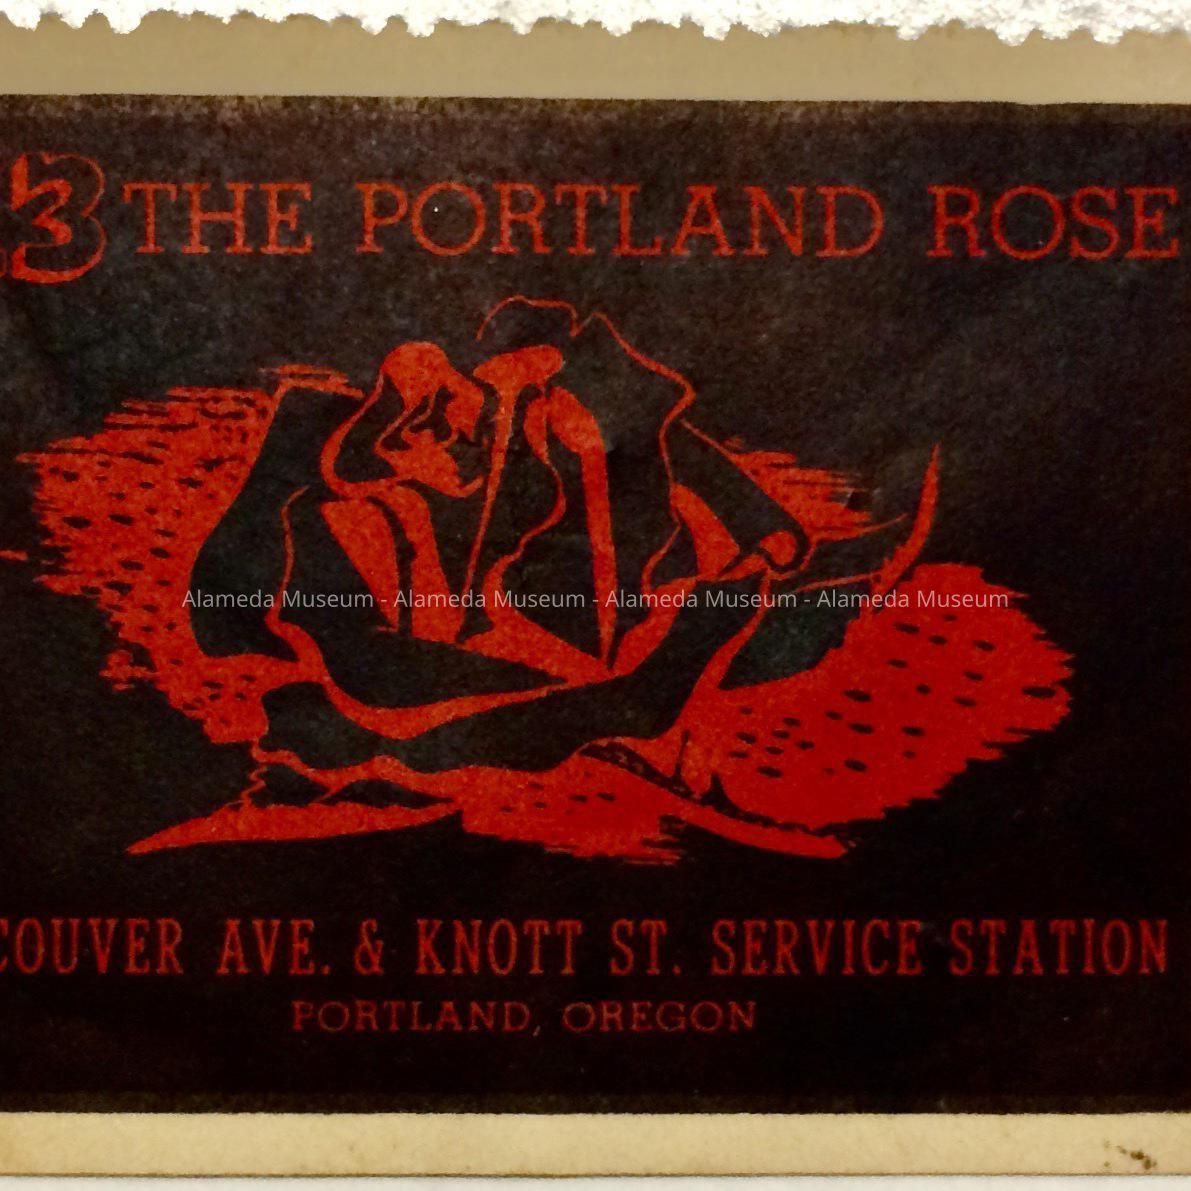 3 THE PORTLAND ROSE
Alameda Museum - Alameda Museum - Alameda Museum - Alameda Museum
COUVER AVE. & KNOTT ST. SERVICE STATION
PORTLAND, OREGON